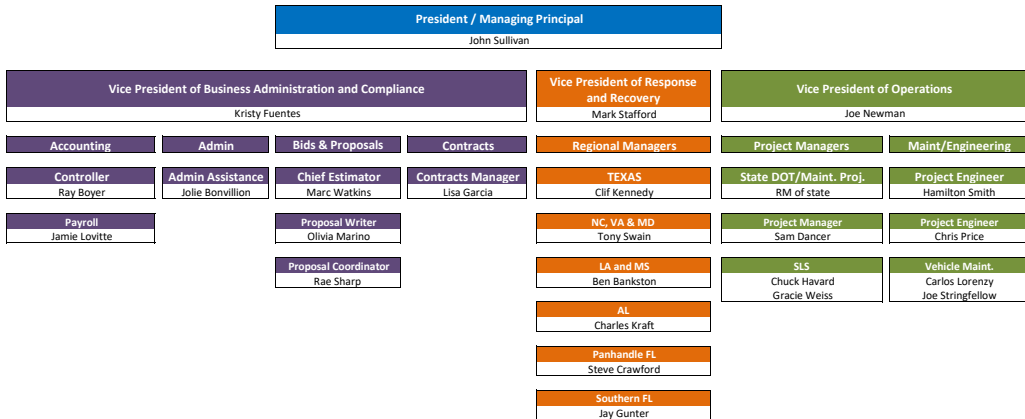 President / Managing Principal
John Sullivan
Vice President of Business Administration and Compliance
Kristy Fuentes
Vice President of Response
and Recovery
Mark Stafford
Vice President of Operations
Joe Newman
Accounting
Admin
Bids & Proposals
Contracts
Regional Managers
Project Managers
Maint/Engineering
Controller
Ray Boyer
Admin Assistance
Jolie Bonvillion
Chief Estimator
Marc Watkins
Contracts Manager
Lisa Garcia
TEXAS
Clif Kennedy
State DOT/Maint. Proj.
RM of state
Project Engineer
Hamilton Smith
Payroll
Jamie Lovitte
Proposal Writer
Olivia Marino
NC, VA & MD
Tony Swain
Project Manager
Sam Dancer
Project Engineer
Chris Price
Proposal Coordinator
Rae Sharp
LA and MS
Ben Bankston
SLS
Chuck Havard
Gracie Weiss
Vehicle Maint.
Carlos Lorenzy
Joe Stringfellow
AL
Charles Kraft
Panhandle FL
Steve Crawford
Southern FL
Jay Gunter